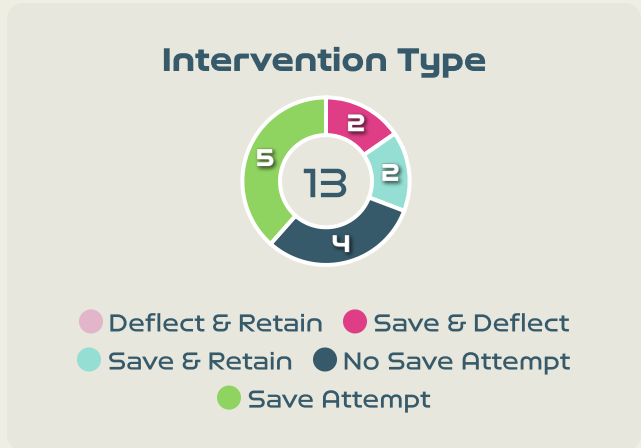 Intervention Type
2
5
2
13
4
Deflect & Retain Save & Deflect
Save & Retain No Save Attempt
Save Attempt